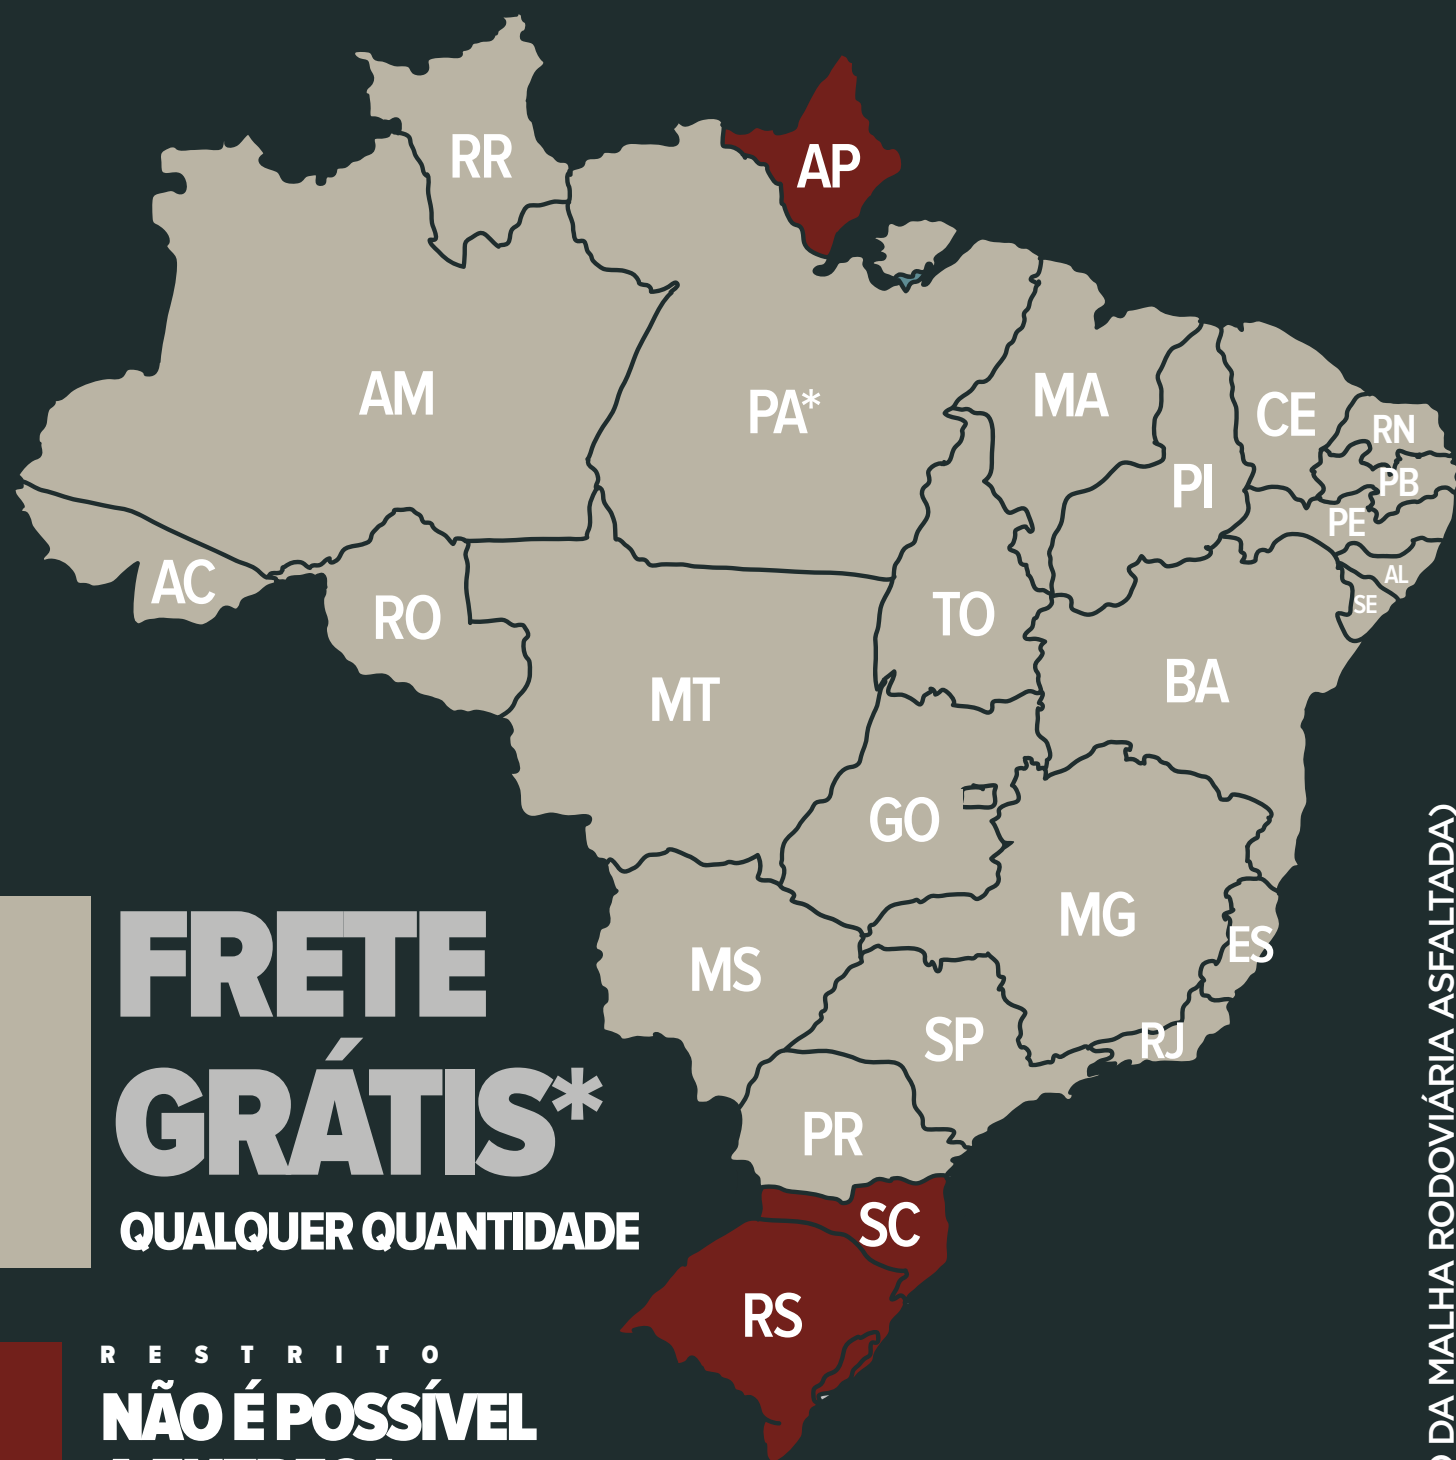 RR
AP
AM
PA*
MA
CE
RN
PB
PI
PE
AL
SE
AC
RO
TO
BA
MT
GO
MG
ES
MS
SP
RJ
PR
SC
RS
FRETE
GRÁTIS*
QUALQUER QUANTIDADE
RESTRITO
NÃO É POSSÍVEL
DA MALHA RODOVIÁRIA ASFALTADA)